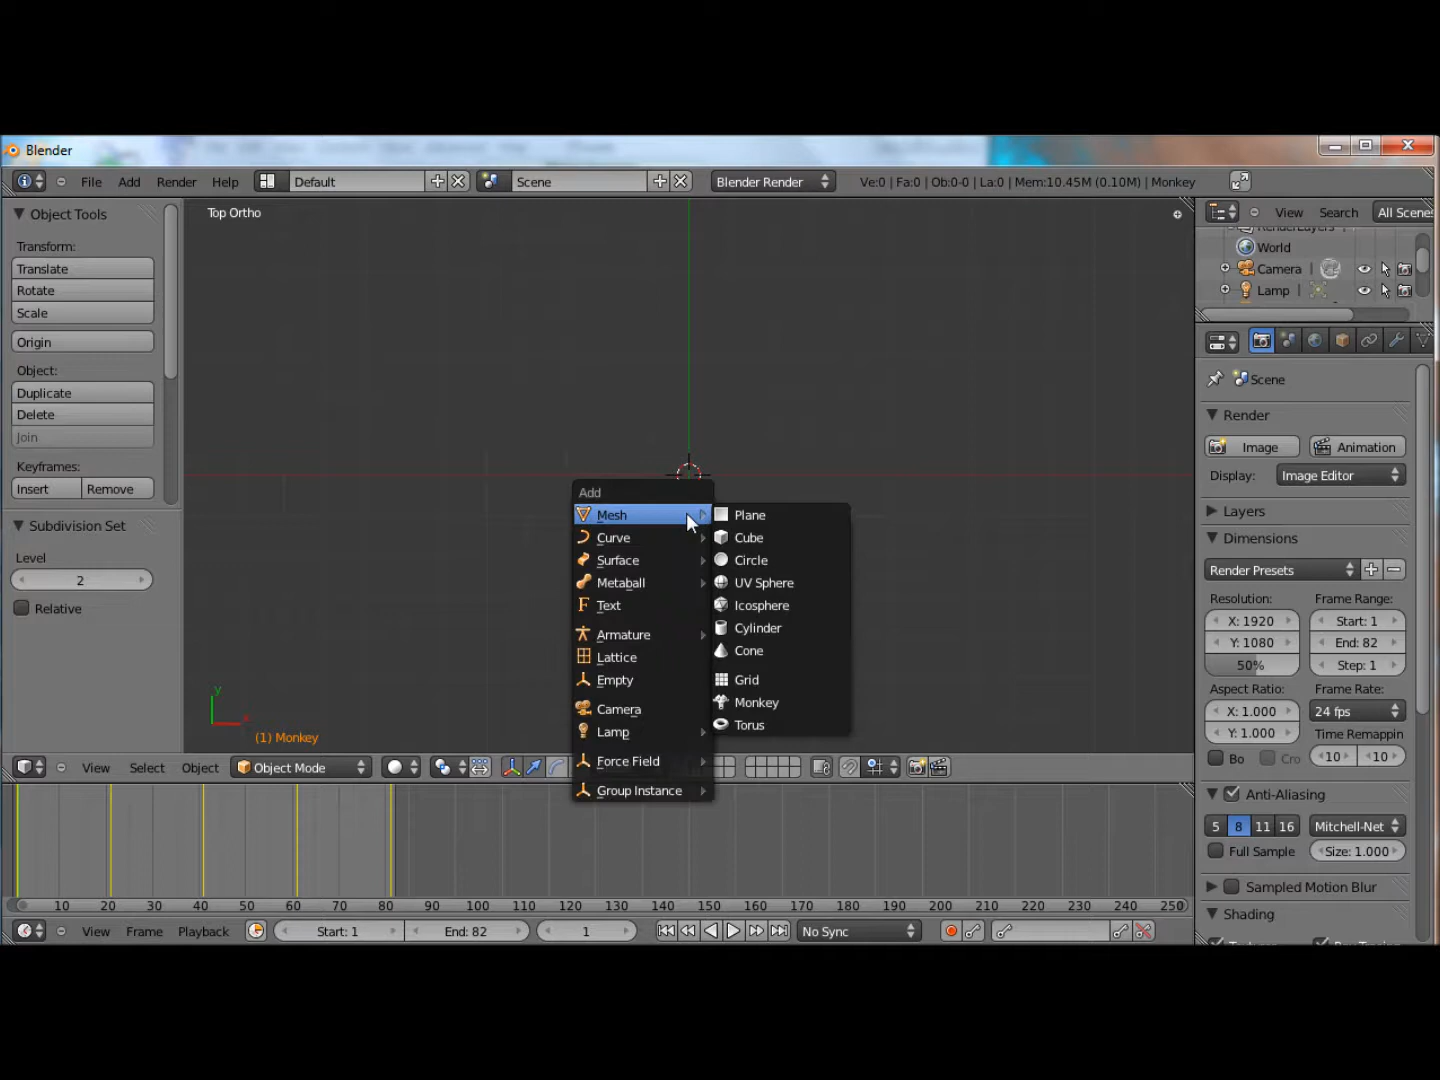 Blender
File Add Render Help Default Scene Blender Render Ve:0 | Fa:0 | Ob:0-0 | La:0 | Mem:10.45M (0.10M) | Monkey
Object Tools
Transform:
Translate
Rotate
Scale
Origin
Object:
Duplicate
Delete
Join
Keyframes:
Insert Remove
Subdivision Set
Level
2
Relative
Top Ortho
y
x
(1) Monkey
Add
Mesh
Curve
Surface
Metaball
Text
Armature
Lattice
Empty
Camera
Lamp
Force Field
Group Instance
Plane
Cube
Circle
UV Sphere
Icosphere
Cylinder
Cone
Grid
Monkey
Torus
View Search All Scenes
RenderLayers
World
Camera
Lamp
Scene
Render
Image Animation
Display: Image Editor
Layers
Dimensions
Render Presets
Resolution: Frame Range:
X: 1920 Start: 1
Y: 1080 End: 82
50% Step: 1
Aspect Ratio: Frame Rate:
X: 1.000 24 fps
Y: 1.000 Time Remappin
Bo Cro 10 10
Anti-Aliasing
5 8 11 16 Mitchell-Net
Full Sample Size: 1.000
Sampled Motion Blur
Shading
View Select Object Object Mode
10 20 30 40 50 60 70 80 90 100 110 120 130 140 150 160 170 180 190 200 210 220 230 240 250
View Frame Playback Start: 1 End: 82 1 No Sync